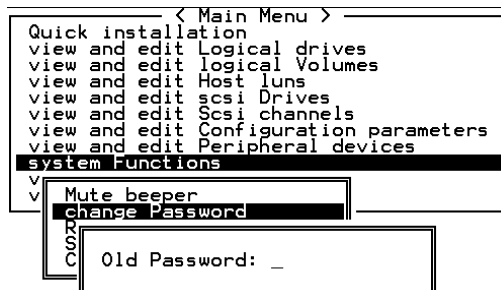 < Main Menu >
Quick installation
view and edit Logical drives
view and edit logical Volumes
view and edit Host luns
view and edit scsi Drives
view and edit Scsi channels
view and edit Configuration parameters
view and edit Peripheral devices
system Functions
v
v
Mute beeper
change Password
R
S
C
Old Password: _